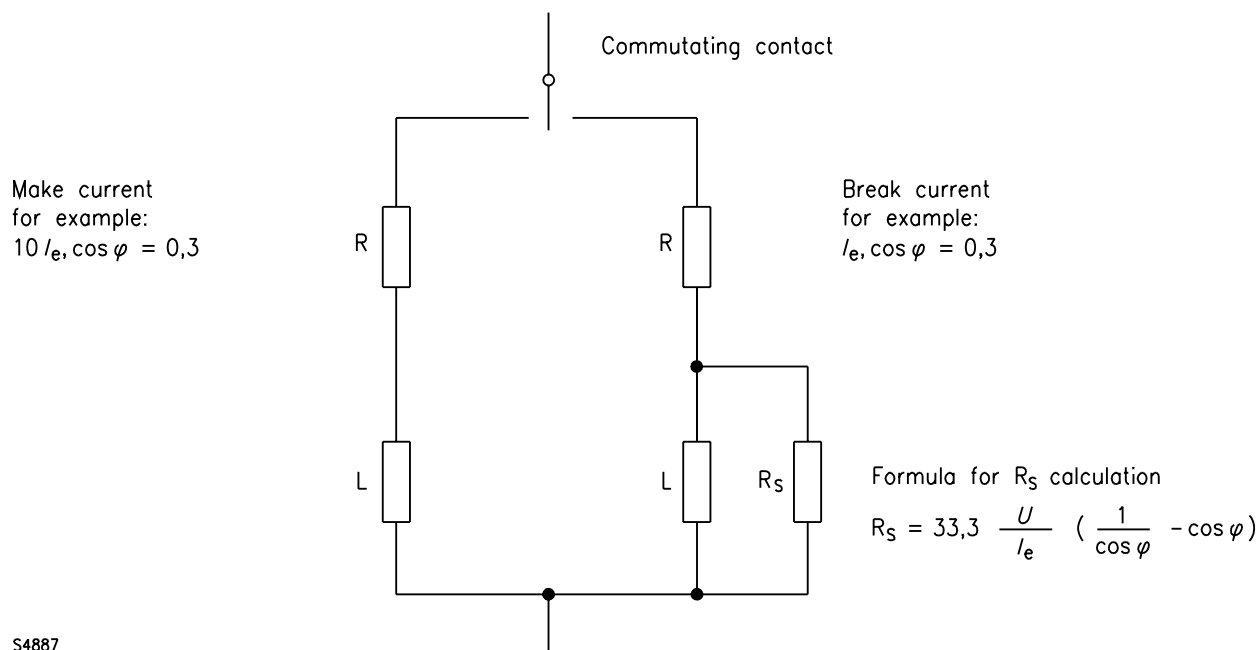 Commutating contact
Make current
for example:
10 Ie, cos φ = 0,3
Break current
for example:
Ie, cos φ = 0,3
R
R
L
L
RS
Formula for RS calculation
RS = 33,3 U/Ie ( 1/cos φ - cos φ )
S4887